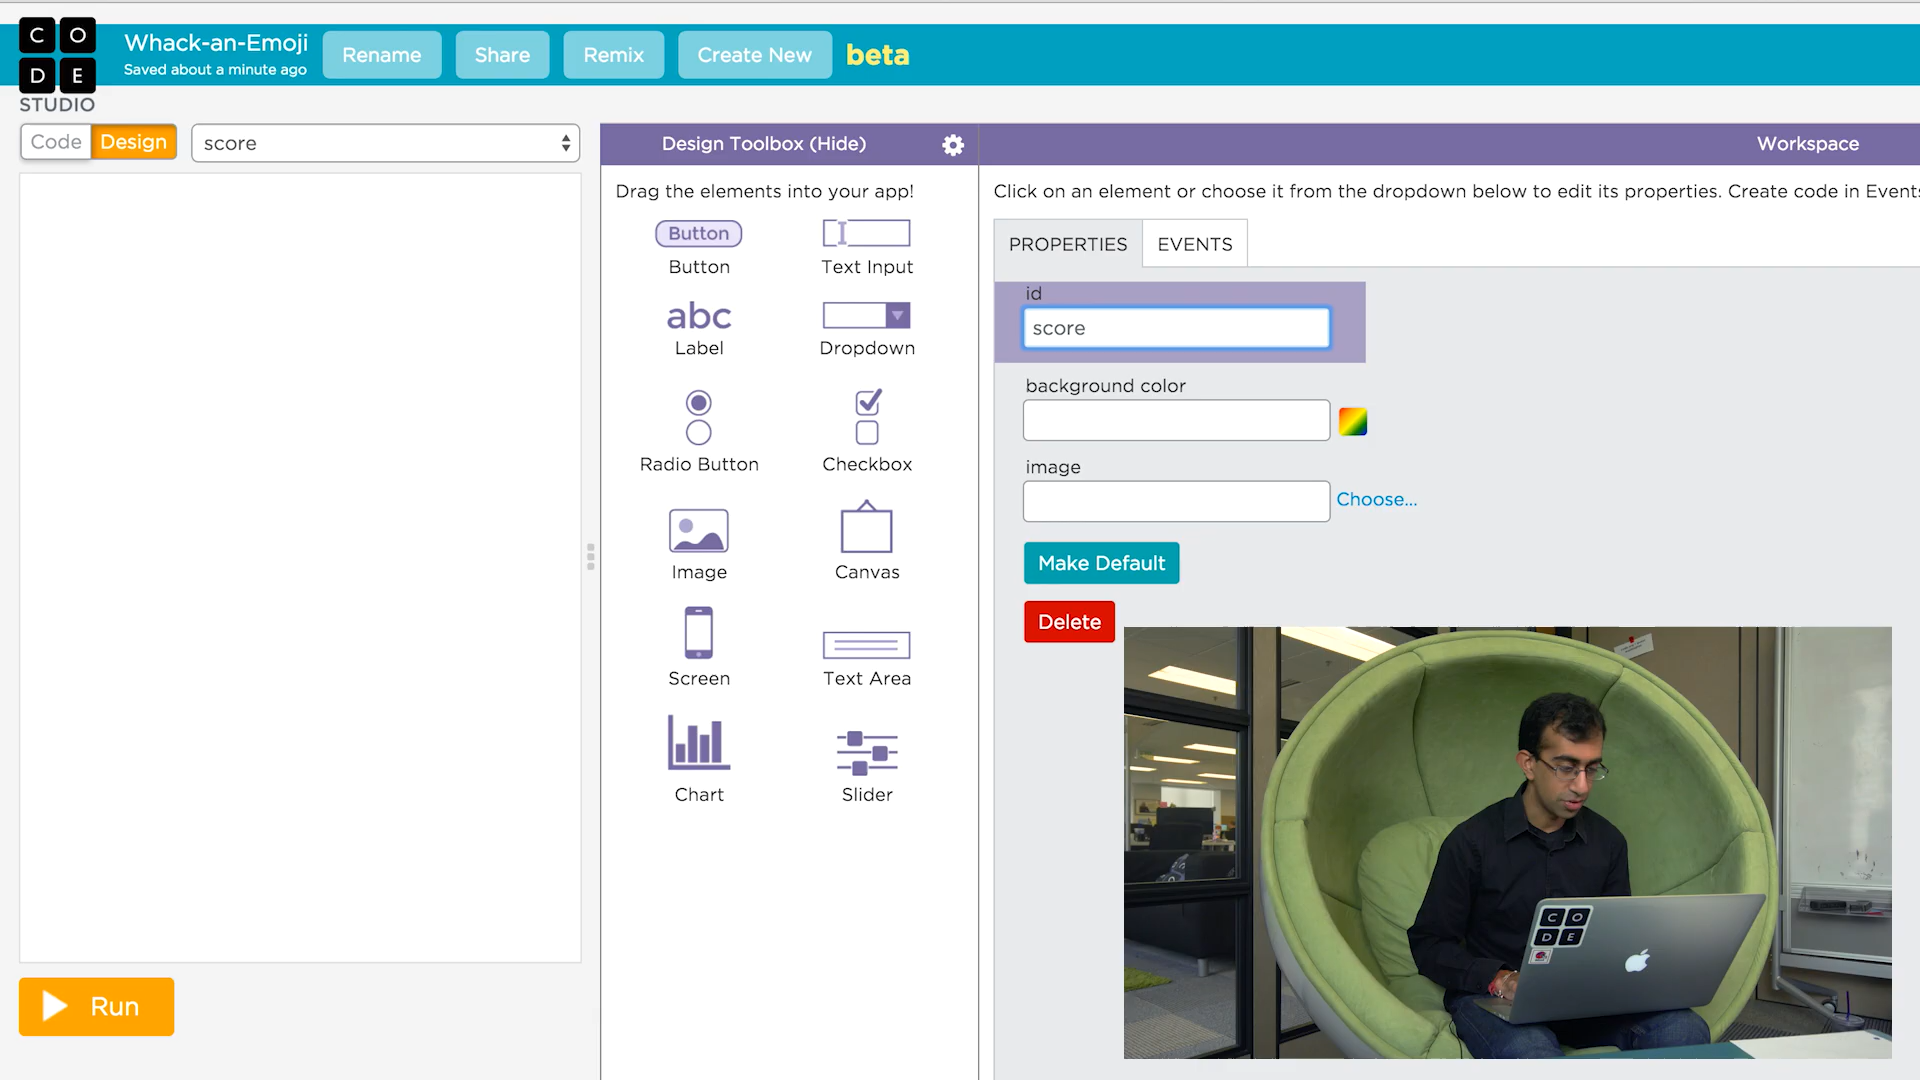 C O
D E
STUDIO
Whack-an-Emoji
Saved about a minute ago
Rename
Share
Remix
Create New
beta
Code
Design
score
Design Toolbox (Hide)
Workspace
Drag the elements into your app!
Button
Button
Text Input
abc
Label
Dropdown
Radio Button
Checkbox
Image
Canvas
Screen
Text Area
Chart
Slider
Click on an element or choose it from the dropdown below to edit its properties. Create code in Events
PROPERTIES
EVENTS
id
score
background color
image
Choose...
Make Default
Delete
C O
D E
Run